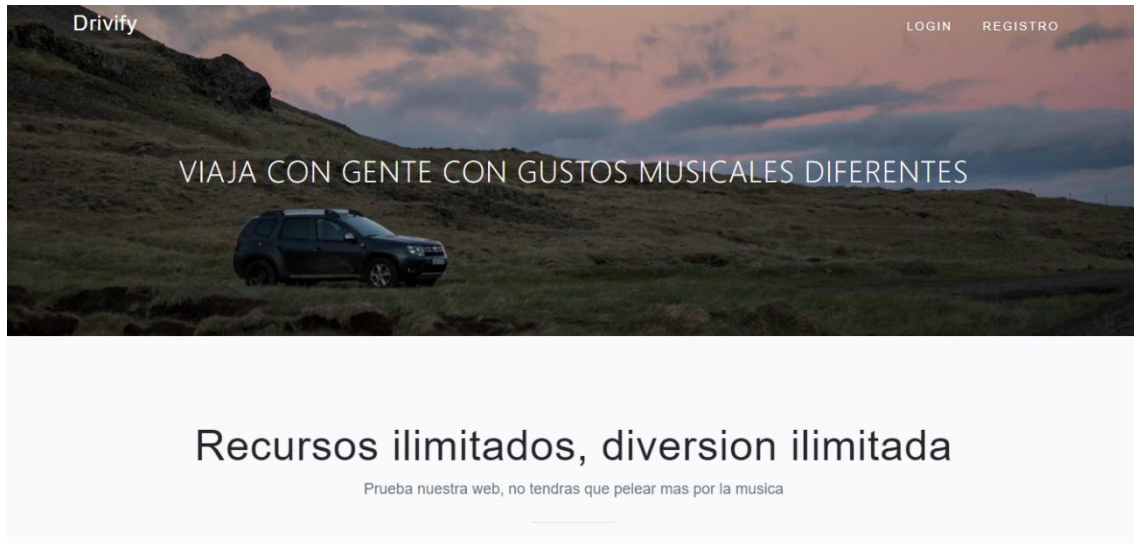 Drivify
LOGIN REGISTRO
VIAJA CON GENTE CON GUSTOS MUSICALES DIFERENTES
Recursos ilimitados, diversion ilimitada
Prueba nuestra web, no tendras que pelear mas por la musica